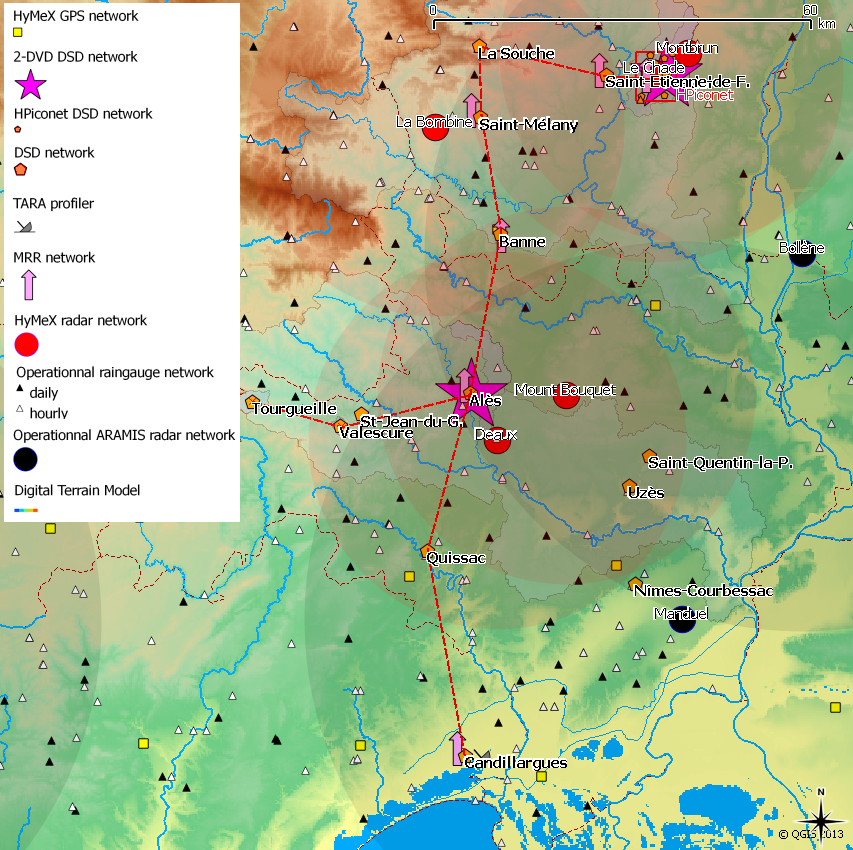 HyMeX GPS network
2-DVD DSD network
HPiconet DSD network
DSD network
TARA profiler
MRR network
HyMeX radar network
Operationnal raingauge network
daily
hourly
Operationnal ARAMIS radar network
Digital Terrain Model
0
60
km
La Souche
Montbrun
Le Chade
Saint-Etienne-de-F.
HPiconet
La Bombine
Saint-Mélany
Banne
Bollène
Mount Bouquet
Alès
Tourgueille
St-Jean-du-G.
Valescure
Deaux
Saint-Quentin-la-P.
Uzès
Quissac
Nîmes-Courbessac
Manduel
Candillargues
N
© QGIS 2013